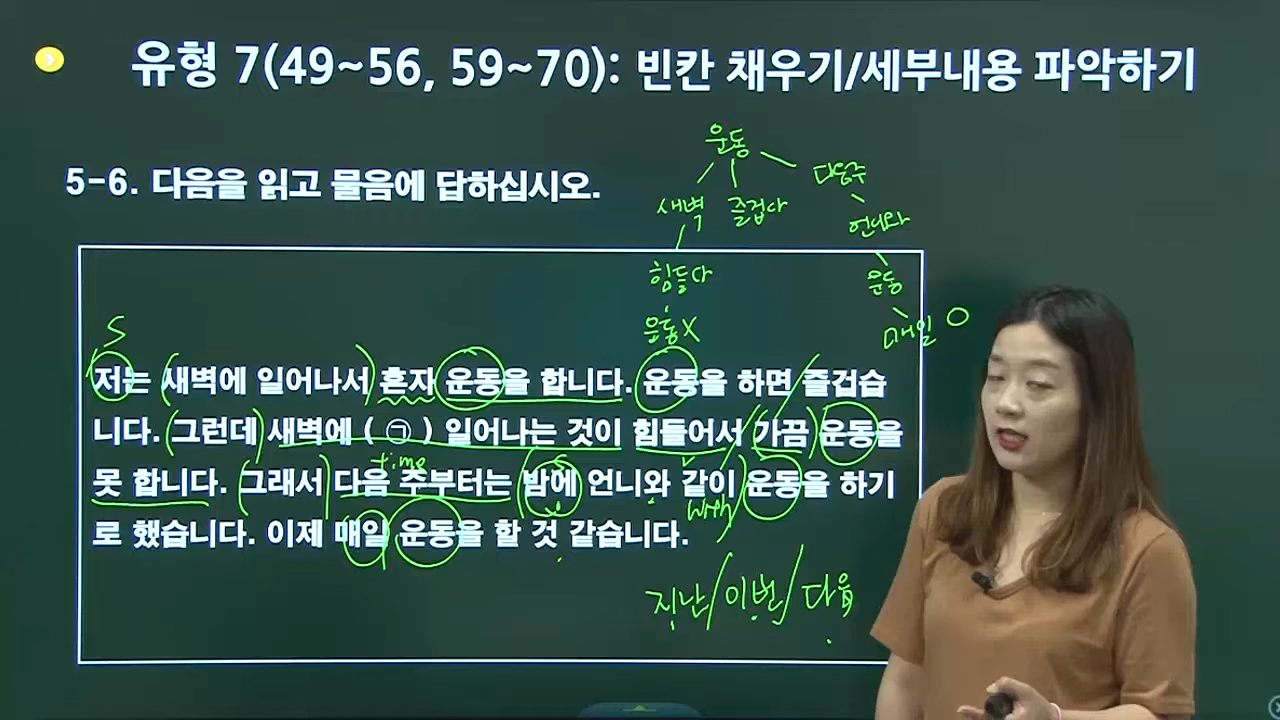 유형 7(49~56, 59~70): 빈칸 채우기/세부내용 파악하기
5-6. 다음을 읽고 물음에 답하십시오.
운동
새벽 즐겁다 다음주
힘들다 언니와
운동X 운동
매일 O
S
저는 새벽에 일어나서 혼자 운동을 합니다. 운동을 하면 즐겁습
니다. 그런데 새벽에 ( ㉠ ) 일어나는 것이 힘들어서 가끔 운동을
time S
못 합니다. 그래서 다음 주부터는 밤에 언니와 같이 운동을 하기
로 했습니다. 이제 매일 운동을 할 것 같습니다.
지난/이번/다음